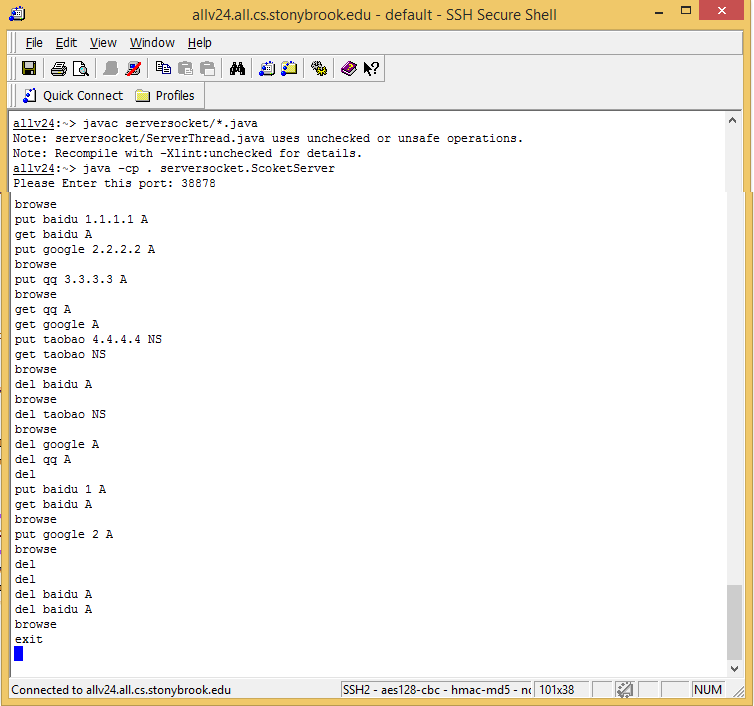 allv24.all.cs.stonybrook.edu - default - SSH Secure Shell
File Edit View Window Help
Quick Connect Profiles
allv24:~> javac serversocket/*.java
Note: serversocket/ServerThread.java uses unchecked or unsafe operations.
Note: Recompile with -Xlint:unchecked for details.
allv24:~> java -cp . serversocket.ScoketServer
Please Enter this port: 38878
browse
put baidu 1.1.1.1 A
get baidu A
put google 2.2.2.2 A
browse
put qq 3.3.3.3 A
browse
get qq A
get google A
put taobao 4.4.4.4 NS
get taobao NS
browse
del baidu A
browse
del taobao NS
browse
del google A
del qq A
del
put baidu 1 A
get baidu A
browse
put google 2 A
browse
del
del
del baidu A
del baidu A
browse
exit
Connected to allv24.all.cs.stonybrook.edu SSH2 - aes128-cbc - hmac-md5 - 101x38 NUM